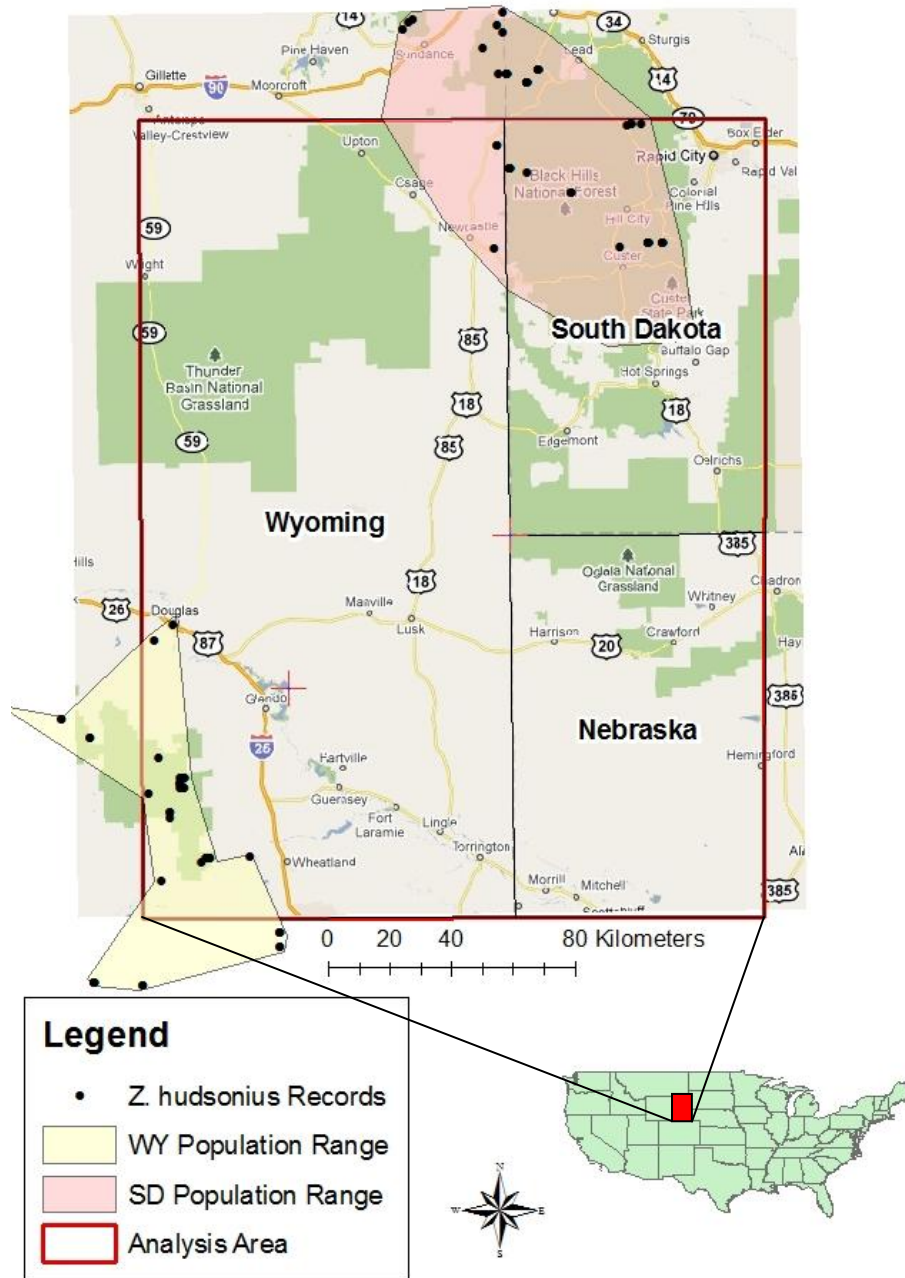 14
34
Sturgis
Pine Haven
Sundance
Lead
Gillette
90
14
Moorcroft
79
Antelope
Valley-Crestview
Box Elder
Upton
Rapid City
Rapid Val
Osage
Black Hills
National Forest
Colonial
Pine Hills
59
Hill City
Newcastle
Custer
Wright
Custer
State Park
59
South Dakota
85
Buffalo Gap
Thunder
Basin National
Grassland
Hot Springs
18
18
59
85
Edgemont
Oelrichs
Wyoming
385
Hills
18
Oglala National
Grassland
Chadron
26
Douglas
Manville
Whitney
87
Lusk
Harrison
20
Crawford
Hay
Glendo
385
Nebraska
25
Hartville
Hemingford
Guernsey
Fort
Laramie
Lingle
Torrington
Wheatland
Morrill
Mitchell
385
Scottsbluff
0 20 40 80 Kilometers
Legend
Z. hudsonius Records
WY Population Range
SD Population Range
Analysis Area
N
W
E
S